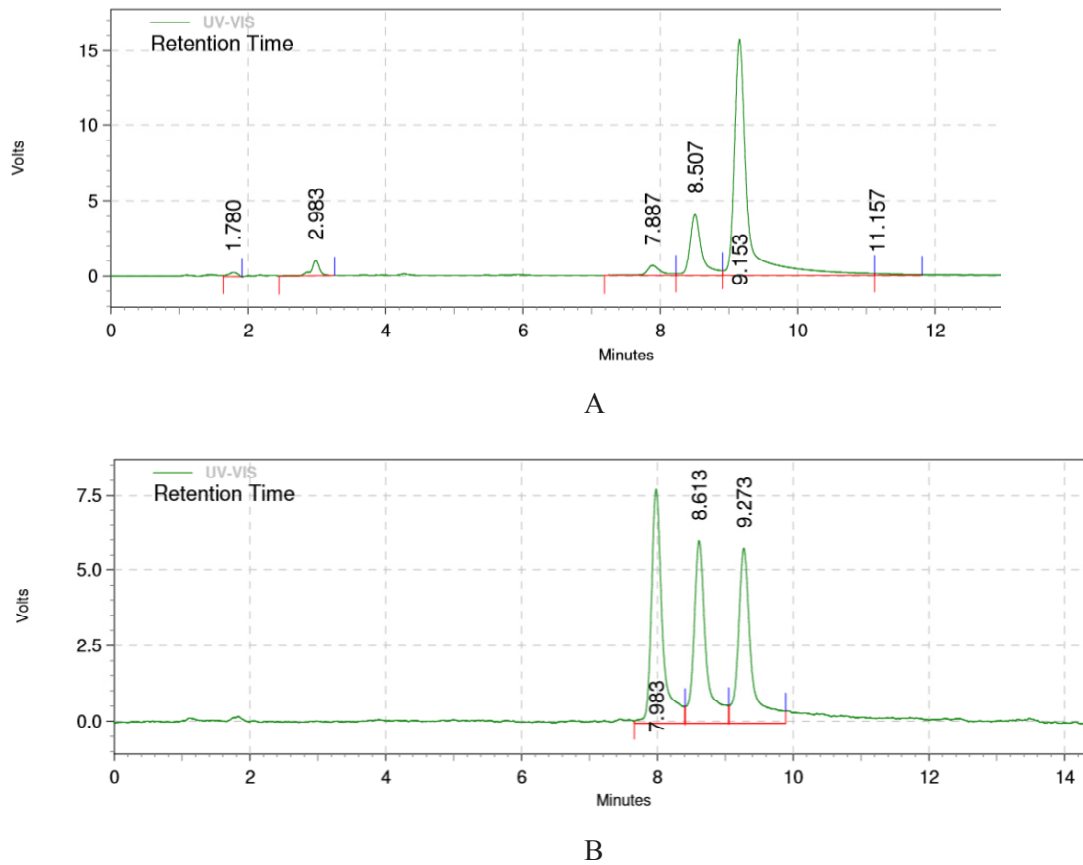 UV-VIS
Retention Time
Volts
15
10
5
0
1.780
2.983
7.887
8.507
9.153
11.157
0 2 4 6 8 10 12
Minutes
A
UV-VIS
Retention Time
Volts
7.5
5.0
2.5
0.0
7.983
8.613
9.273
0 2 4 6 8 10 12 14
Minutes
B